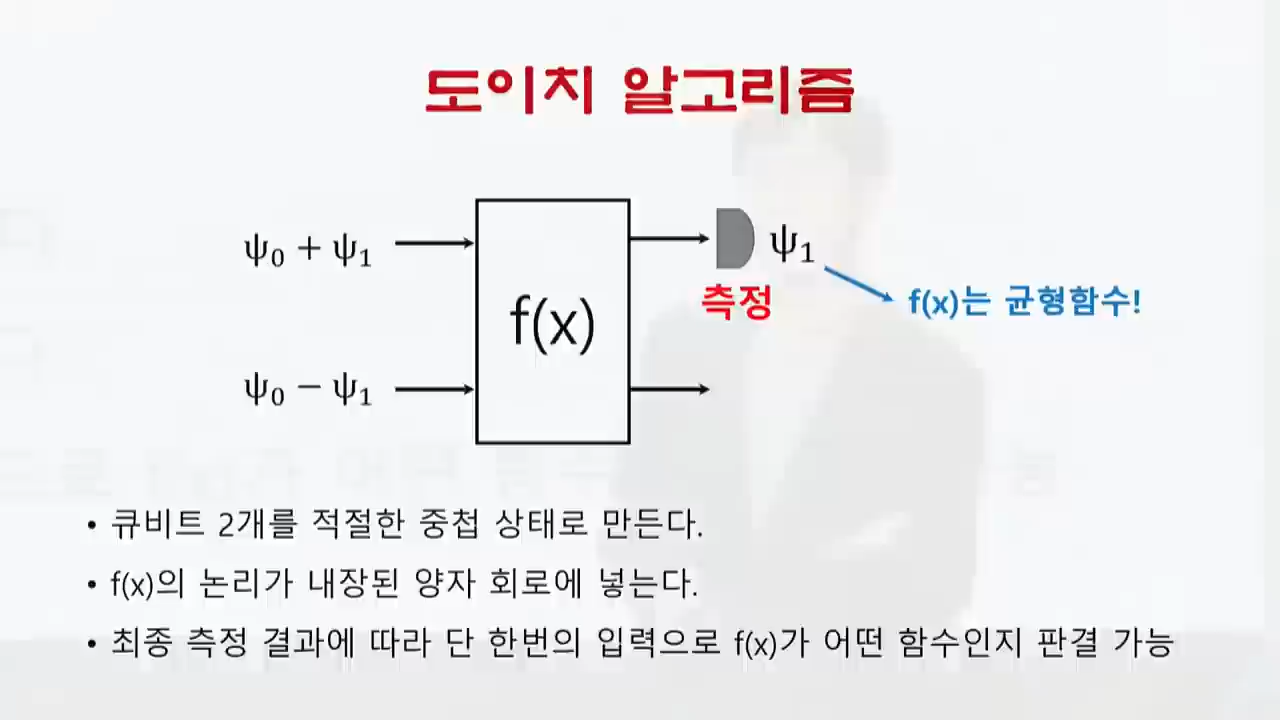 도이치 알고리즘
ψ₀ + ψ₁
ψ₁
측정
f(x)는 균형함수!
f(x)
ψ₀ − ψ₁
• 큐비트 2개를 적절한 중첩 상태로 만든다.
• f(x)의 논리가 내장된 양자 회로에 넣는다.
• 최종 측정 결과에 따라 단 한번의 입력으로 f(x)가 어떤 함수인지 판결 가능